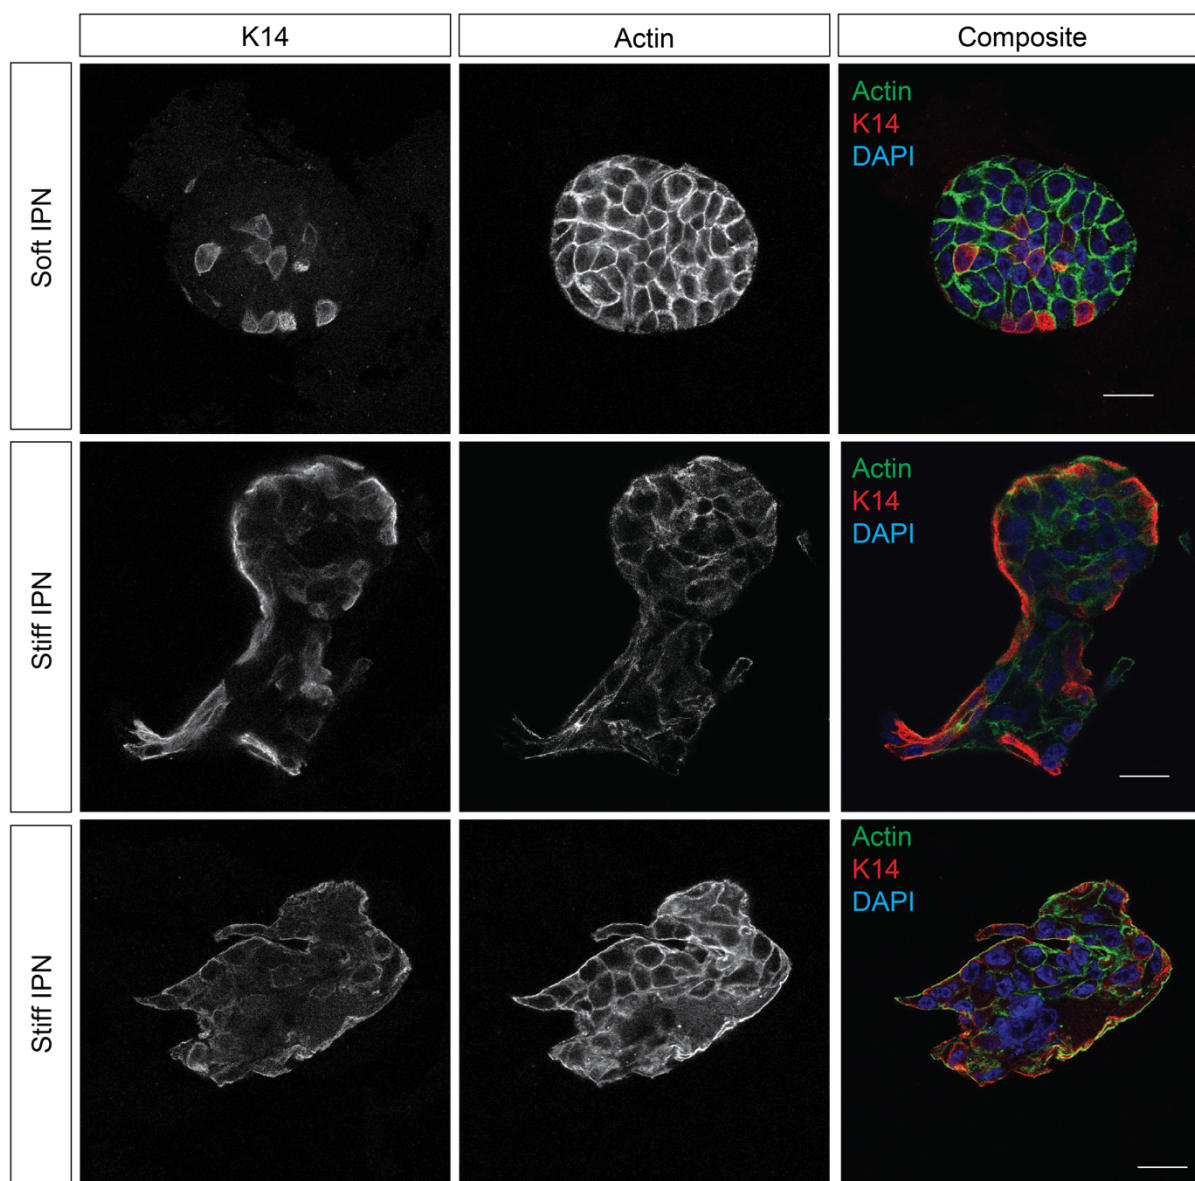 K14
Actin
Composite
Soft IPN
Actin
K14
DAPI
Stiff IPN
Actin
K14
DAPI
Stiff IPN
Actin
K14
DAPI